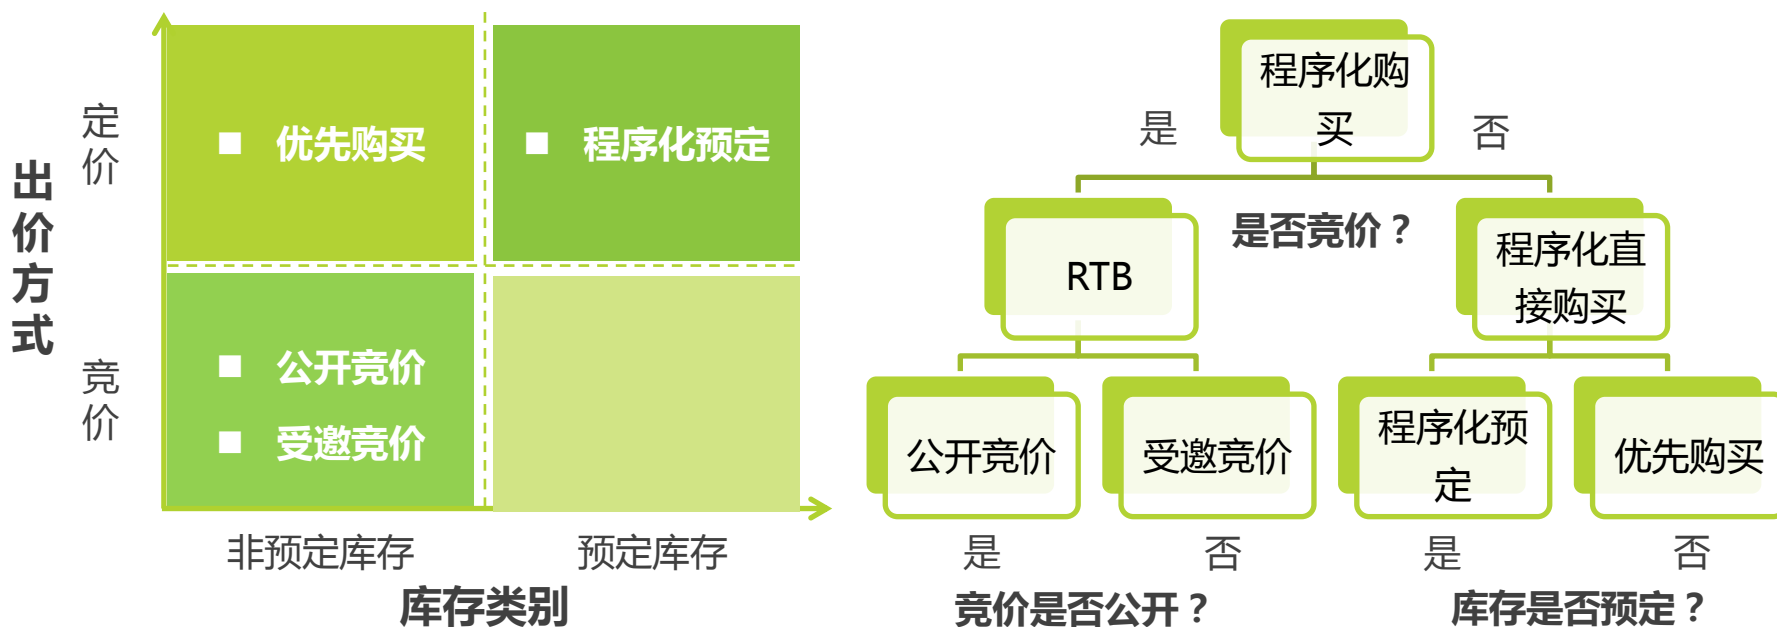 出价方式
定价
竞价
优先购买
程序化预定
公开竞价
受邀竞价
非预定库存
预定库存
库存类别
程序化购
买
是
否
是否竞价？
RTB
程序化直
接购买
公开竞价
受邀竞价
程序化预
定
优先购买
是
否
是
否
竞价是否公开？
库存是否预定？